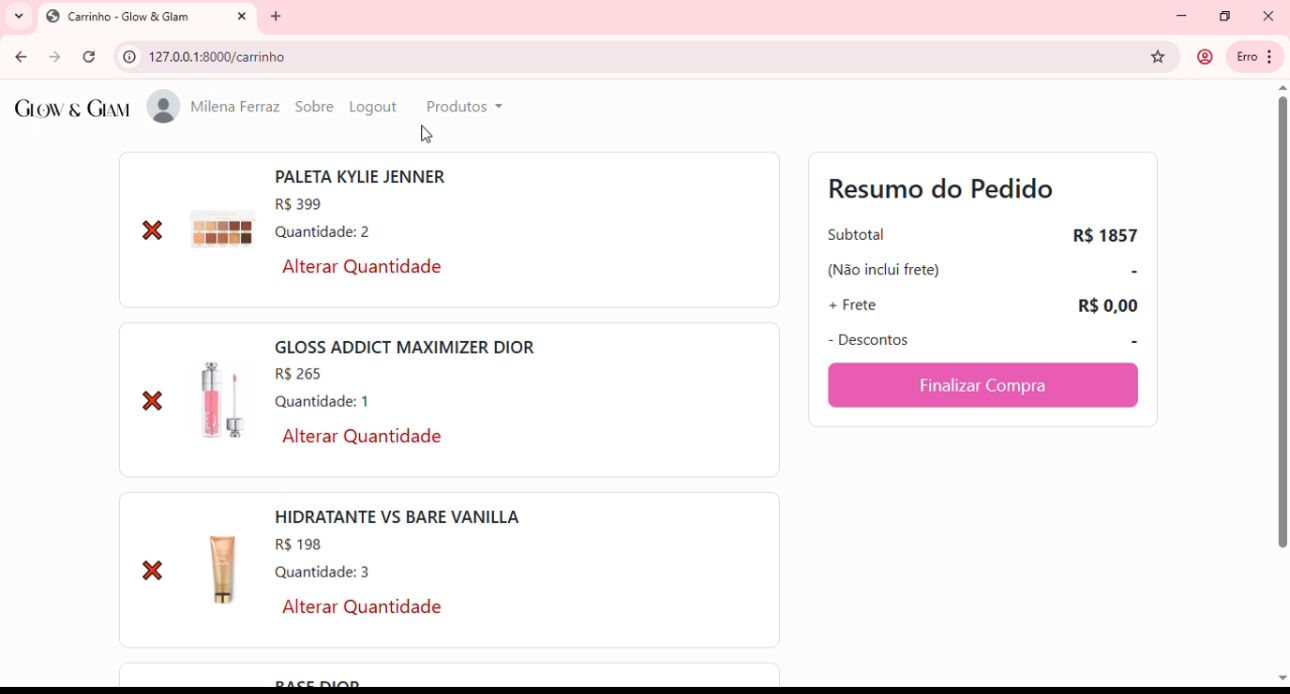 Carrinho - Glow & Glam
127.0.0.1:8000/carrinho
Erro
GLOW & GLAM
Milena Ferraz
Sobre
Logout
Produtos
PALETA KYLIE JENNER
R$ 399
Quantidade: 2
Alterar Quantidade
GLOSS ADDICT MAXIMIZER DIOR
R$ 265
Quantidade: 1
Alterar Quantidade
HIDRATANTE VS BARE VANILLA
R$ 198
Quantidade: 3
Alterar Quantidade
BASE DIOR
Resumo do Pedido
Subtotal R$ 1857
(Não inclui frete) -
+ Frete R$ 0,00
- Descontos -
Finalizar Compra